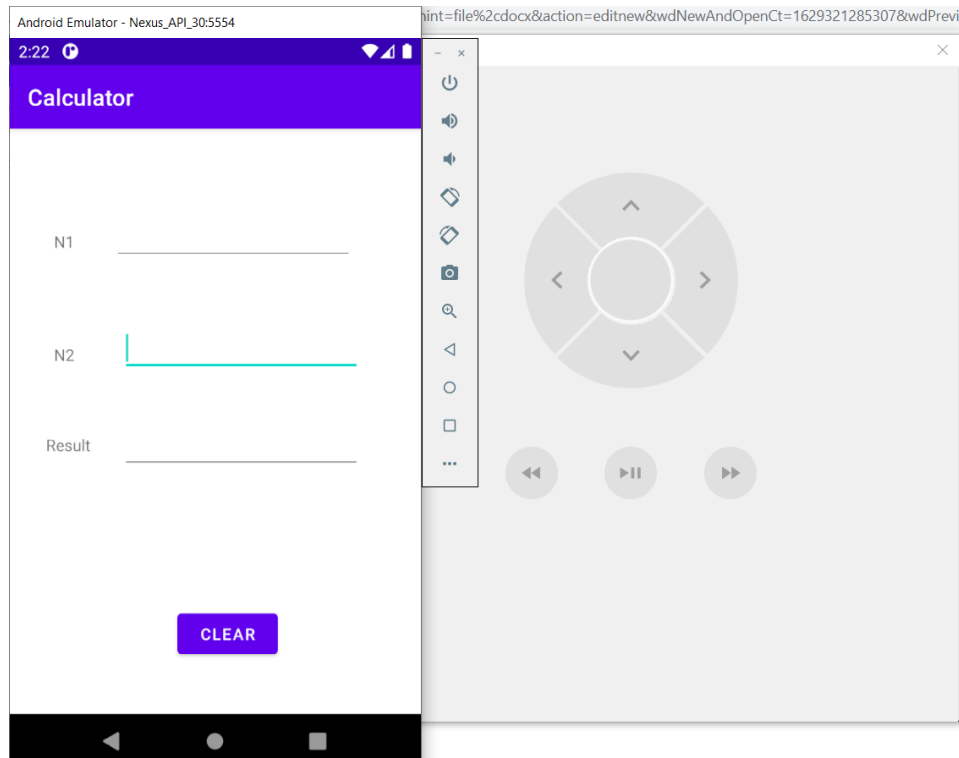 Android Emulator - Nexus_API_30:5554
hint=file%2cdocx&action=editnew&wdNewAndOpenCt=1629321285307&wdPrevi
2:22
Calculator
N1
N2
Result
CLEAR